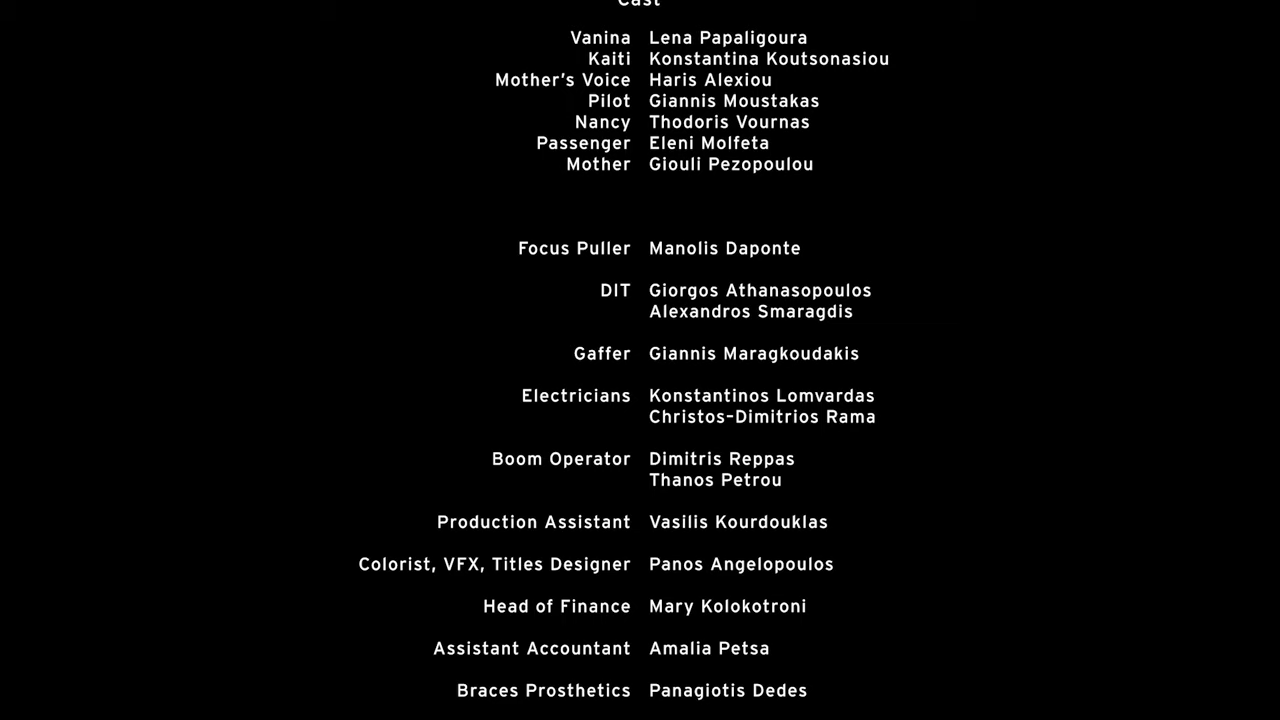 Cast
Vanina Lena Papaligoura
Kaiti Konstantina Koutsonasiou
Mother's Voice Haris Alexiou
Pilot Giannis Moustakas
Nancy Thodoris Vournas
Passenger Eleni Molfeta
Mother Giouli Pezopoulou
Focus Puller Manolis Daponte
DIT Giorgos Athanasopoulos
Alexandros Smaragdis
Gaffer Giannis Maragkoudakis
Electricians Konstantinos Lomvardas
Christos-Dimitrios Rama
Boom Operator Dimitris Reppas
Thanos Petrou
Production Assistant Vasilis Kourdouklas
Colorist, VFX, Titles Designer Panos Angelopoulos
Head of Finance Mary Kolokotroni
Assistant Accountant Amalia Petsa
Braces Prosthetics Panagiotis Dedes